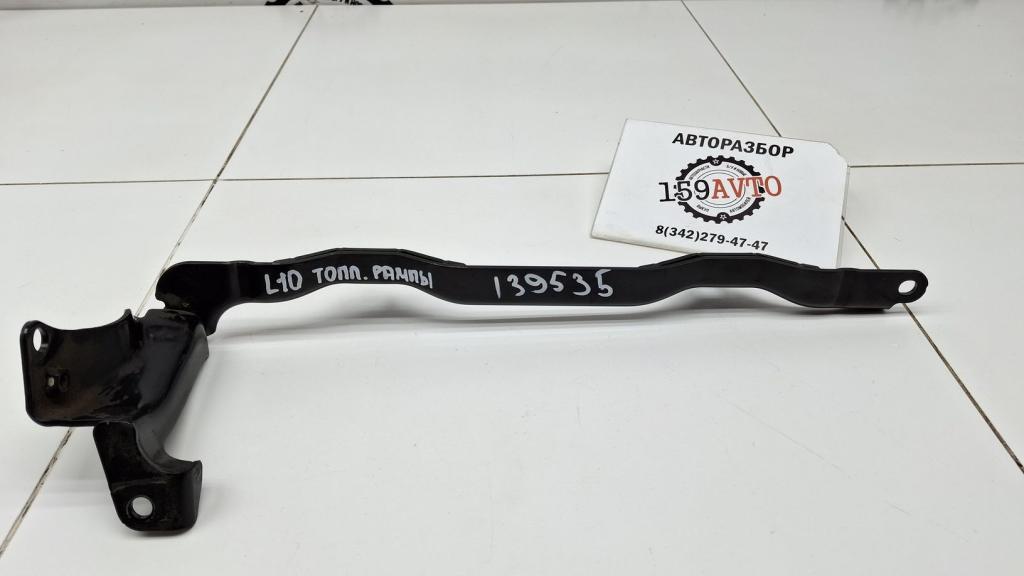 АВТОРАЗБОР
159AVTO
8(342)279-47-47
L10 ТОПЛ. РАМПЫ
139535